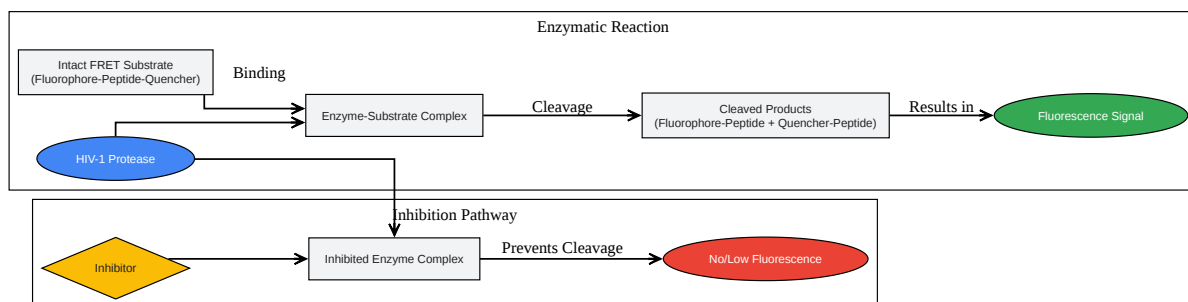 Enzymatic Reaction
Intact FRET Substrate
(Fluorophore-Peptide-Quencher)
Binding
Enzyme-Substrate Complex
Cleavage
Cleaved Products
(Fluorophore-Peptide + Quencher-Peptide)
Results in
Fluorescence Signal
HIV-1 Protease
Inhibition Pathway
Inhibitor
Inhibited Enzyme Complex
Prevents Cleavage
No/Low Fluorescence